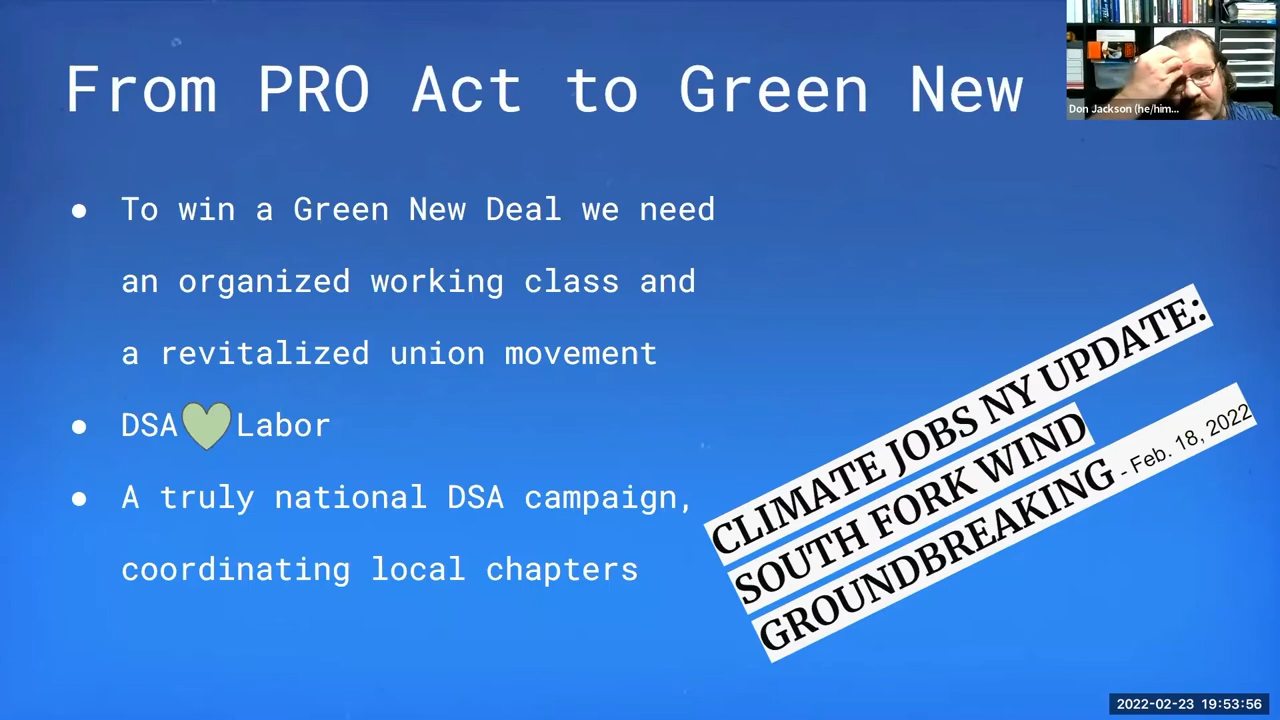 From PRO Act to Green New
Don Jackson (he/him...
● To win a Green New Deal we need
an organized working class and
a revitalized union movement
● DSA💚Labor
● A truly national DSA campaign,
coordinating local chapters
CLIMATE JOBS NY UPDATE:
SOUTH FORK WIND
GROUNDBREAKING - Feb. 18, 2022
2022-02-23 19:53:56